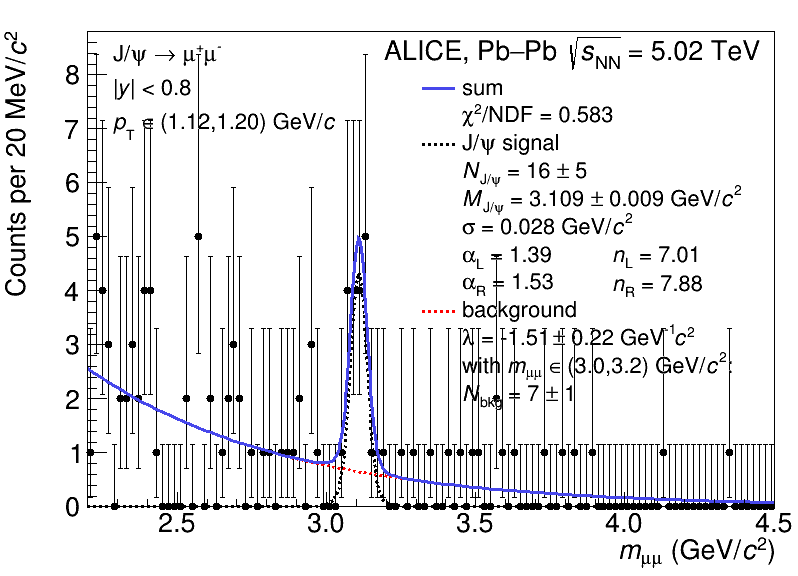 J/ψ → μ⁺μ⁻
ALICE, Pb–Pb √s_NN = 5.02 TeV
|y| < 0.8
p_T ∈ (1.12,1.20) GeV/c
sum
χ²/NDF = 0.583
J/ψ signal
N_J/ψ = 16 ± 5
M_J/ψ = 3.109 ± 0.009 GeV/c²
σ = 0.028 GeV/c²
α_L = 1.39 n_L = 7.01
α_R = 1.53 n_R = 7.88
background
λ = -1.51 ± 0.22 GeV⁻¹c²
with m_μμ ∈ (3.0,3.2) GeV/c²:
N_bkg = 7 ± 1
Counts per 20 MeV/c²
8
7
6
5
4
3
2
1
0
2.5 3.0 3.5 4.0 4.5
m_μμ (GeV/c²)